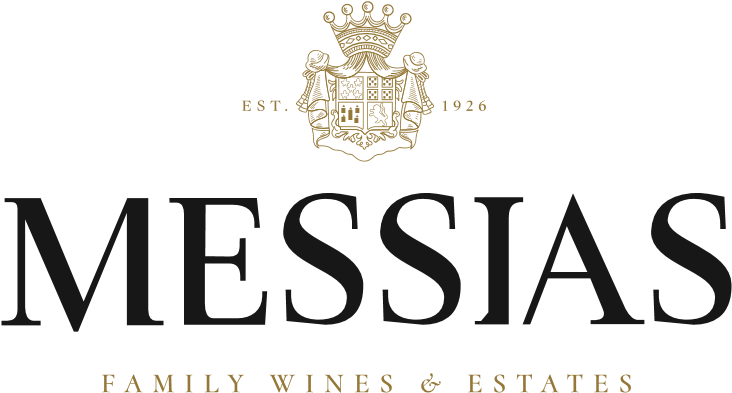 EST. 1926
MESSIAS
FAMILY WINES & ESTATES